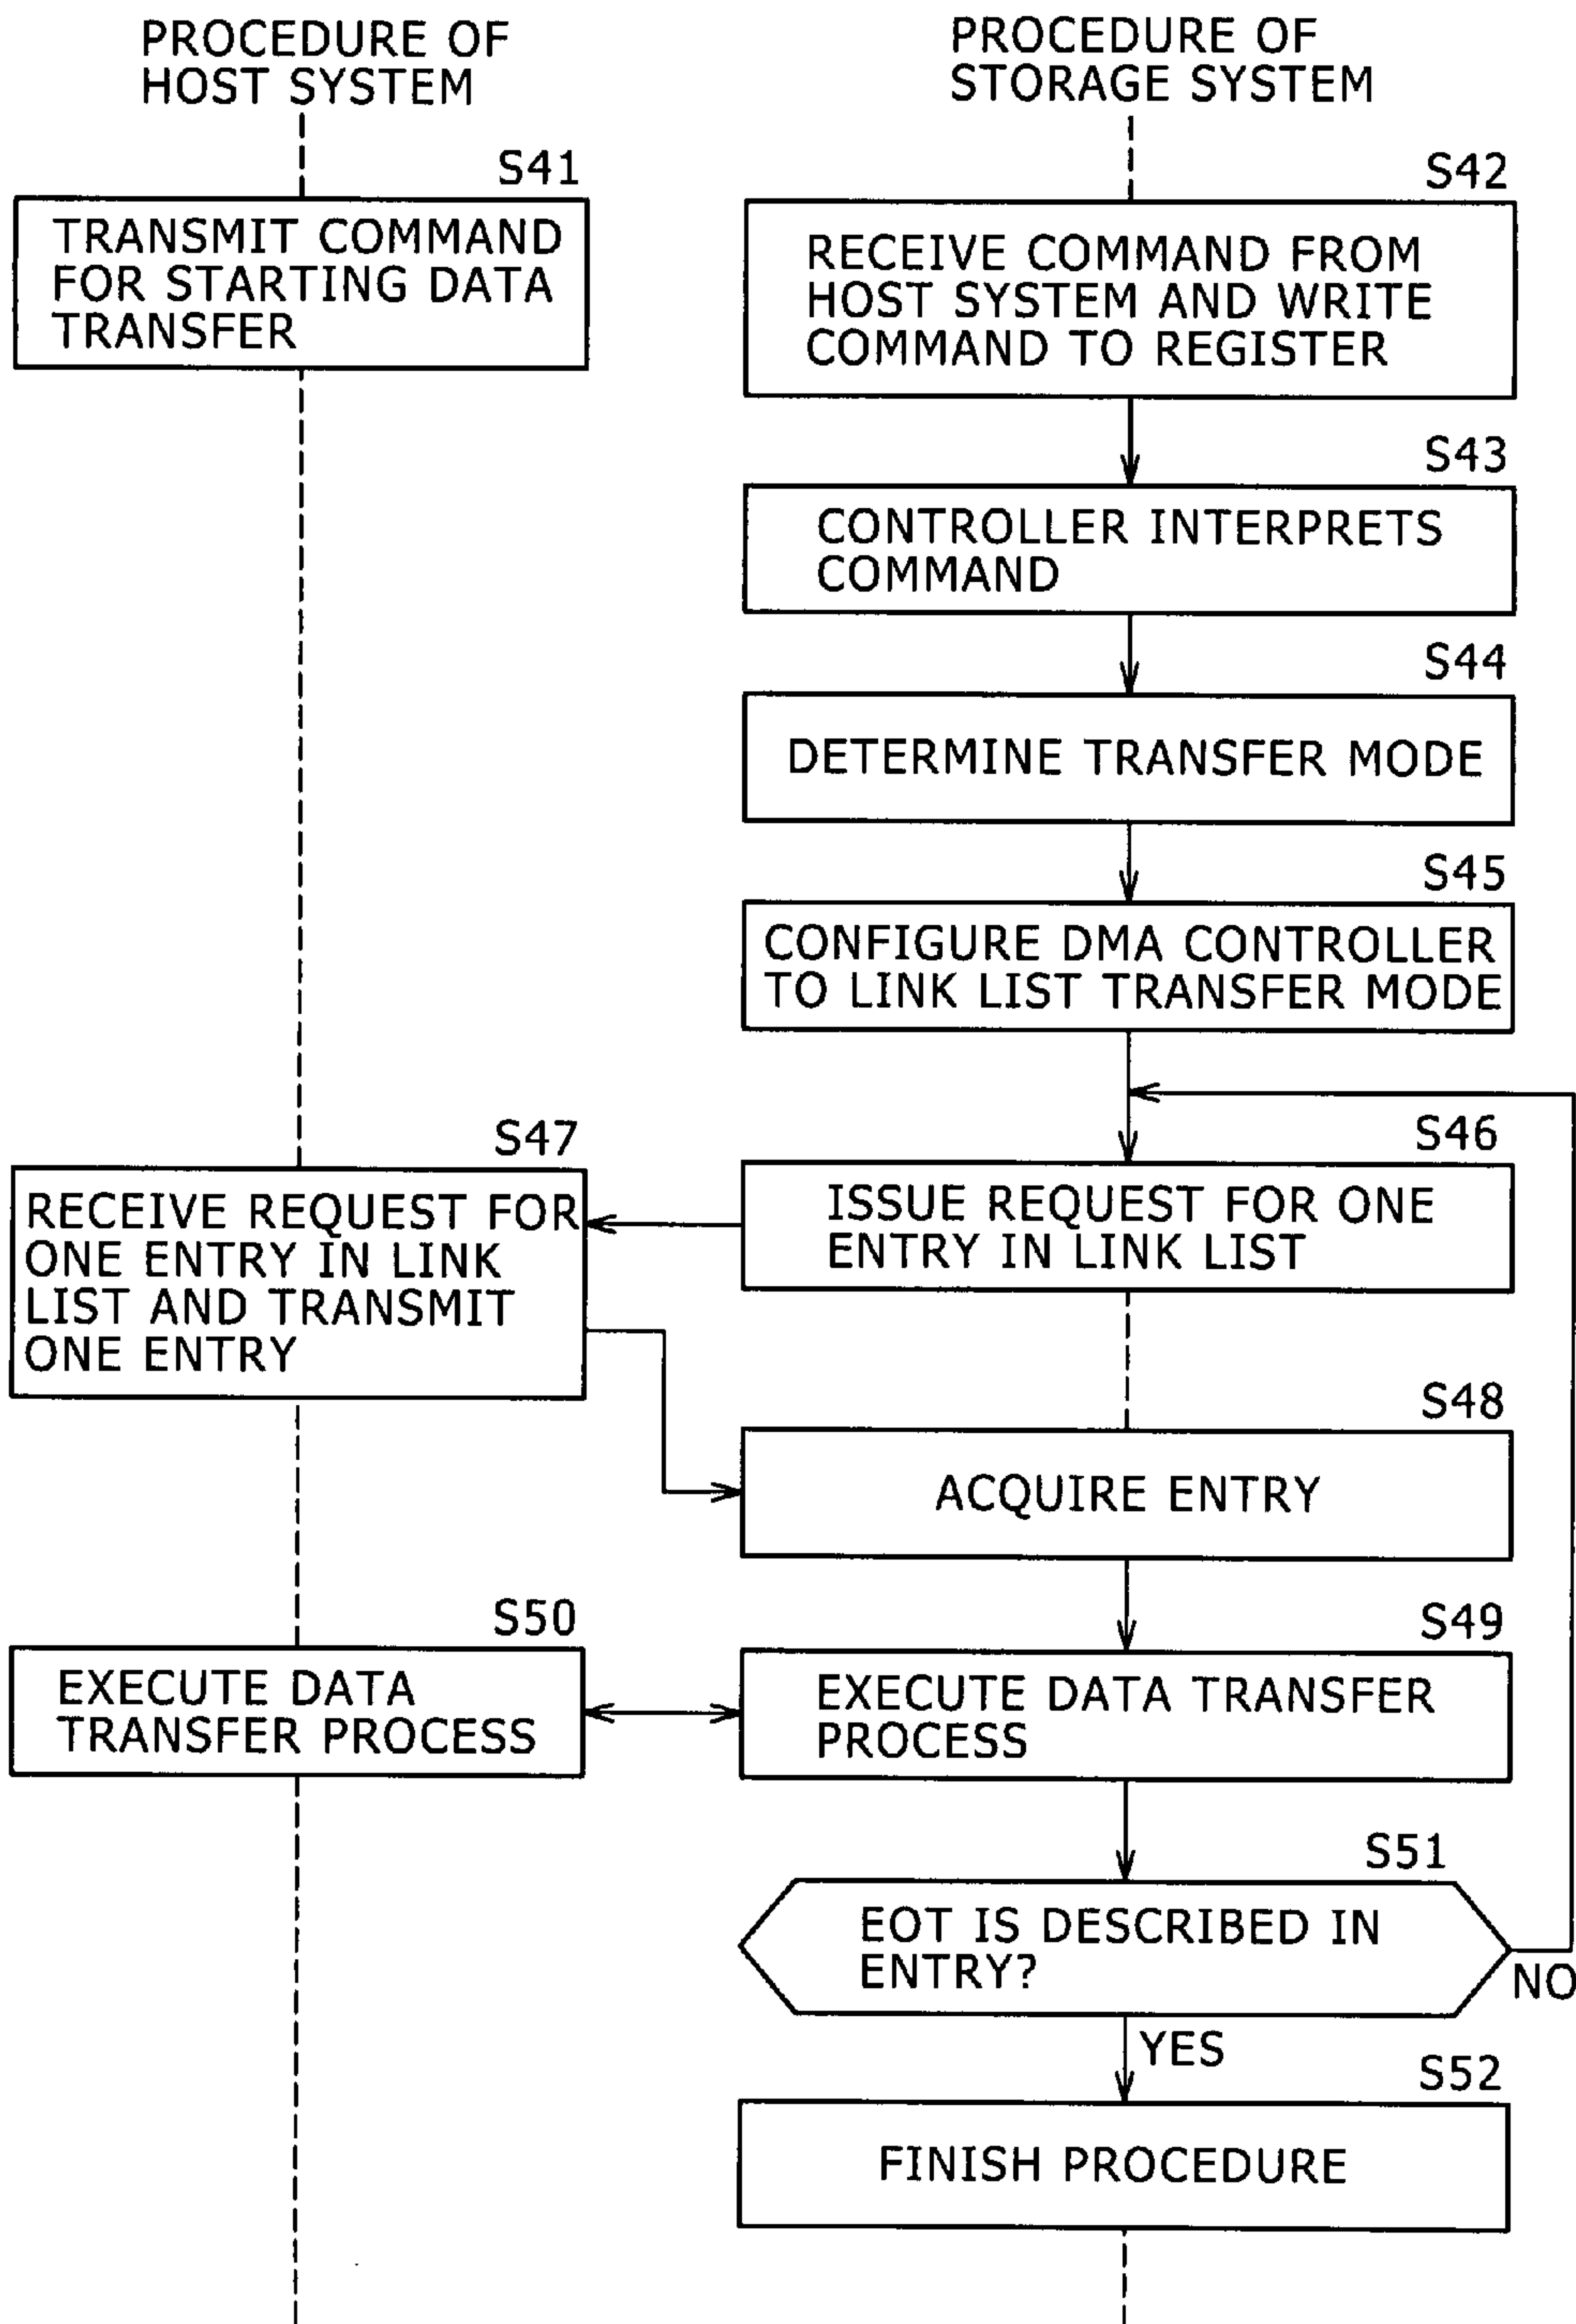 PROCEDURE OF
HOST SYSTEM
PROCEDURE OF
STORAGE SYSTEM
S41
TRANSMIT COMMAND
FOR STARTING DATA
TRANSFER
S42
RECEIVE COMMAND FROM
HOST SYSTEM AND WRITE
COMMAND TO REGISTER
S43
CONTROLLER INTERPRETS
COMMAND
S44
DETERMINE TRANSFER MODE
S45
CONFIGURE DMA CONTROLLER
TO LINK LIST TRANSFER MODE
S46
ISSUE REQUEST FOR ONE
ENTRY IN LINK LIST
S47
RECEIVE REQUEST FOR
ONE ENTRY IN LINK
LIST AND TRANSMIT
ONE ENTRY
S48
ACQUIRE ENTRY
S49
EXECUTE DATA TRANSFER
PROCESS
S50
EXECUTE DATA
TRANSFER PROCESS
S51
EOT IS DESCRIBED IN
ENTRY?
NO
YES
S52
FINISH PROCEDURE